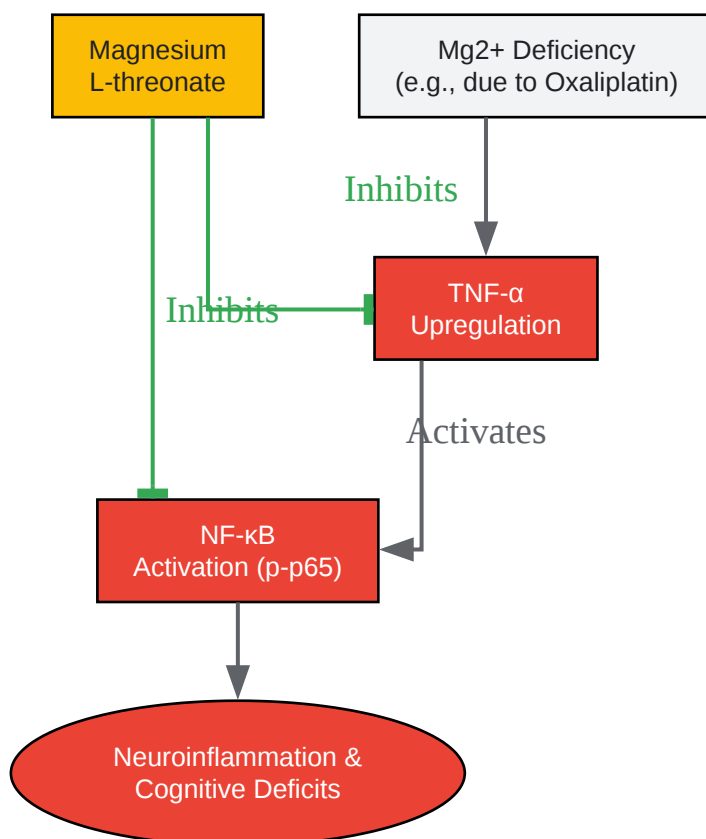 Magnesium
L-threonate
Mg2+ Deficiency
(e.g., due to Oxaliplatin)
Inhibits
TNF-α
Upregulation
Inhibits
Activates
NF-κB
Activation (p-p65)
Neuroinflammation &
Cognitive Deficits